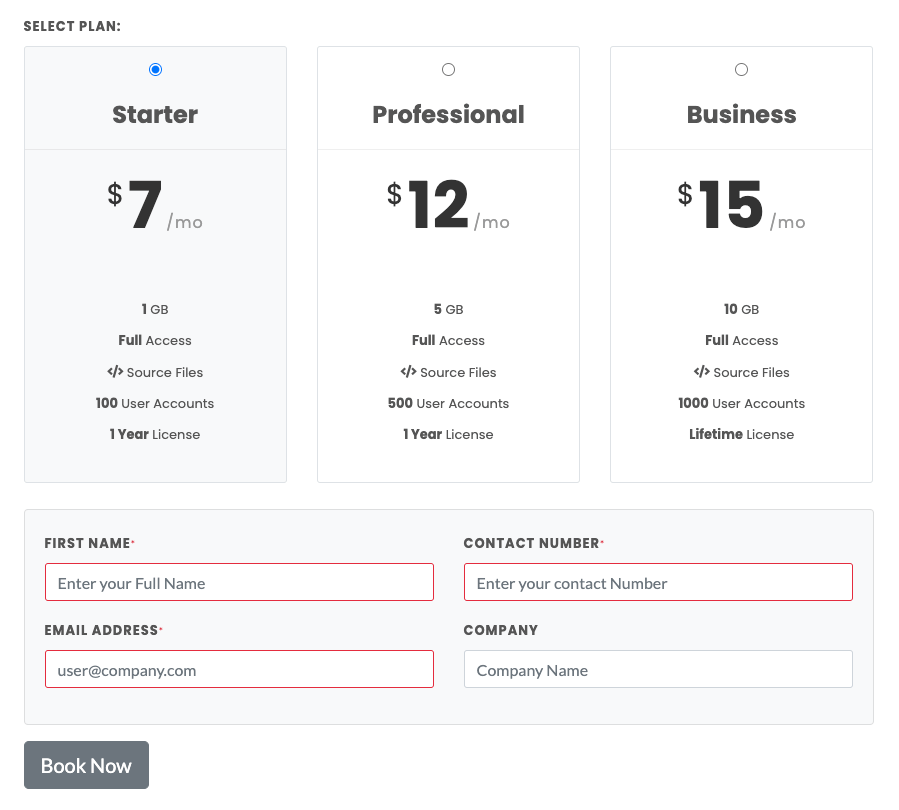 SELECT PLAN:
Starter
$7/mo
1 GB
Full Access
</> Source Files
100 User Accounts
1 Year License
Professional
$12/mo
5 GB
Full Access
</> Source Files
500 User Accounts
1 Year License
Business
$15/mo
10 GB
Full Access
</> Source Files
1000 User Accounts
Lifetime License
FIRST NAME*
Enter your Full Name
CONTACT NUMBER*
Enter your contact Number
EMAIL ADDRESS*
user@company.com
COMPANY
Company Name
Book Now